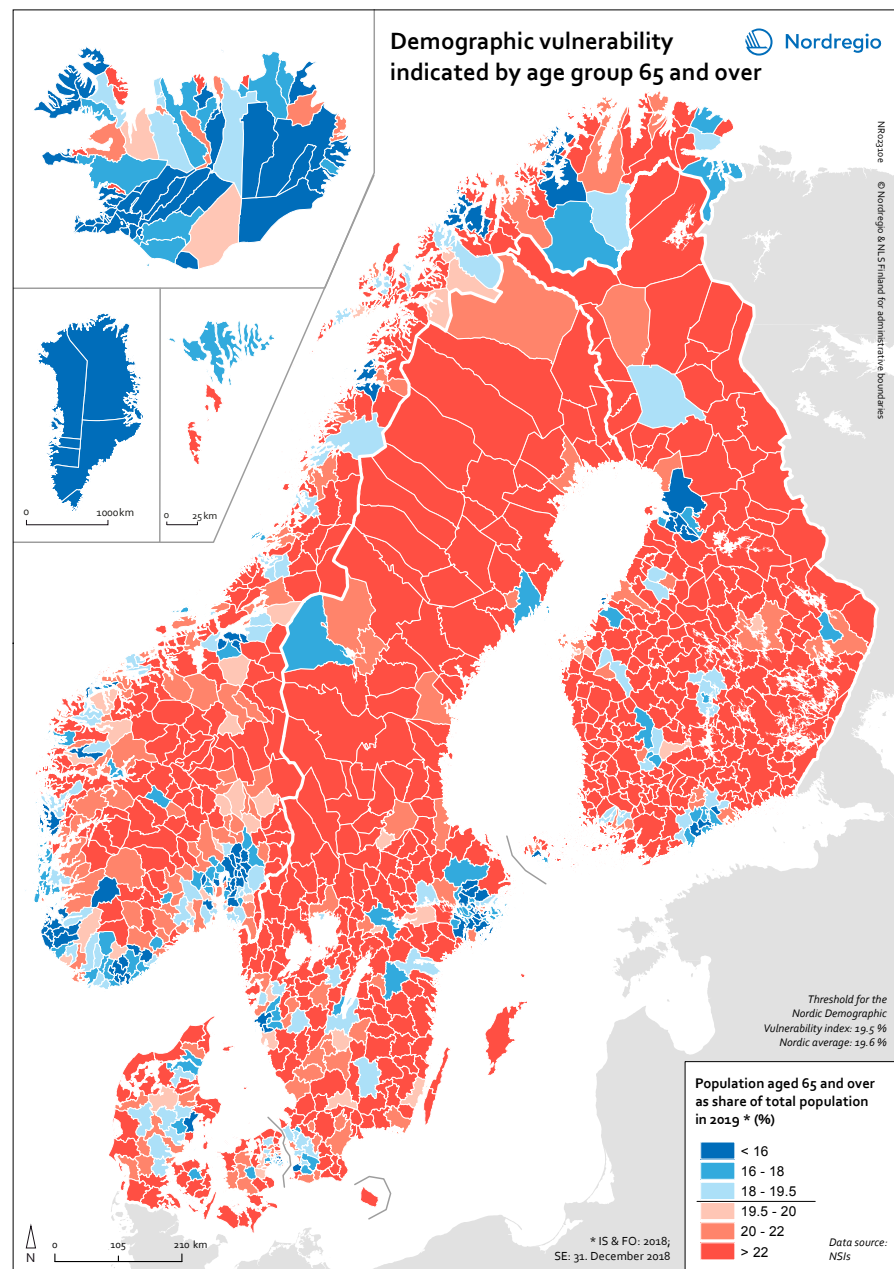 Demographic vulnerability
indicated by age group 65 and over
Nordregio
NR02310e © Nordregio & NLS Finland for administrative boundaries
0 1000 km
0 25 km
Threshold for the
Nordic Demographic
Vulnerability index: 19.5 %
Nordic average: 19.6 %
Population aged 65 and over
as share of total population
in 2019 * (%)
< 16
16 - 18
18 - 19.5
19.5 - 20
20 - 22
> 22
Data source:
NSIs
* IS & FO: 2018;
SE: 31. December 2018
N
0 105 210 km